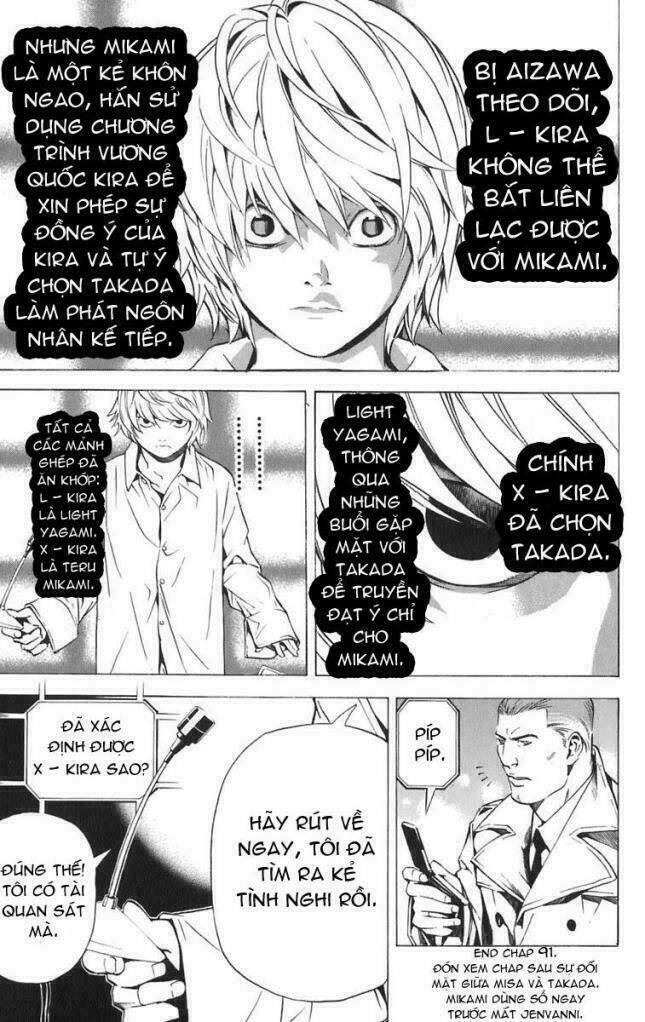 BỊ AIZAWA
THEO DÕI,
L - KIRA
KHÔNG THỂ
BẮT LIÊN
LẠC ĐƯỢC
VỚI MIKAMI.
NHƯNG MIKAMI
LÀ MỘT KẺ KHÔN
NGAO, HẮN SỬ
DỤNG CHƯƠNG
TRÌNH VƯƠNG
QUỐC KIRA ĐỂ
XIN PHÉP SỰ
ĐỒNG Ý CỦA
KIRA VÀ TỰ Ý
CHỌN TAKADA
LÀM PHÁT NGÔN
NHÂN KẾ TIẾP.
CHÍNH
X - KIRA
ĐÃ CHỌN
TAKADA.
LIGHT
YAGAMI,
THÔNG
QUA
NHỮNG
BUỔI GẶP
MẶT VỚI
TAKADA
ĐỂ TRUYỀN
ĐẠT Ý CHỈ
CHO
MIKAMI.
TẤT CẢ
CÁC MẢNH
GHÉP ĐÃ
ĂN KHỚP:
L - KIRA
LÀ LIGHT
YAGAMI.
X - KIRA
LÀ TERU
MIKAMI.
PÍP
PÍP.
HÃY RÚT VỀ
NGAY, TÔI ĐÃ
TÌM RA KẺ
TÌNH NGHI RỒI.
ĐÃ XÁC
ĐỊNH ĐƯỢC
X - KIRA SAO?
ĐÚNG THẾ!
TÔI CÓ TÀI
QUAN SÁT
MÀ.
END CHAP 91.
ĐÓN XEM CHAP SAU SỰ ĐỐI
MẶT GIỮA MISA VÀ TAKADA.
MIKAMI DÙNG SỔ NGAY
TRƯỚC MẮT JENVANNI.